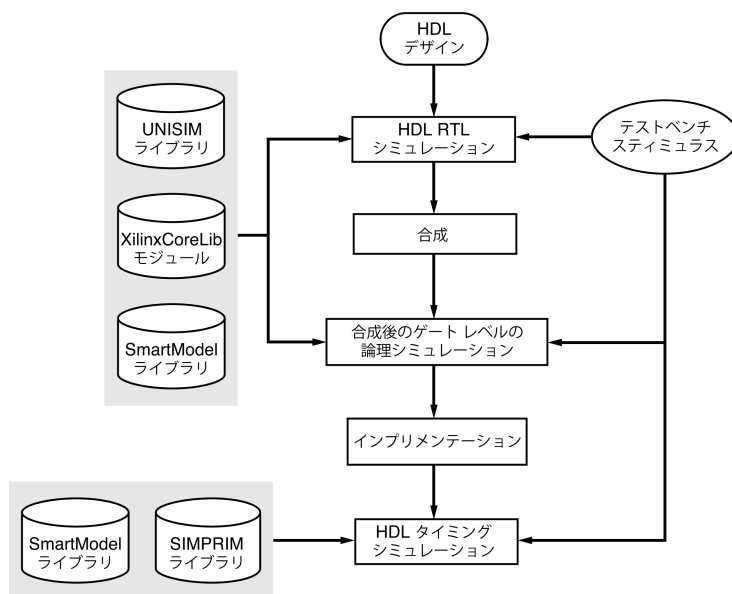 HDL
デザイン
UNISIM
ライブラリ
HDL RTL
シミュレーション
テストベンチ
スティミュラス
XilinxCoreLib
モジュール
合成
SmartModel
ライブラリ
合成後のゲート レベルの
論理シミュレーション
インプリメンテーション
SmartModel
ライブラリ
SIMPRIM
ライブラリ
HDL タイミング
シミュレーション